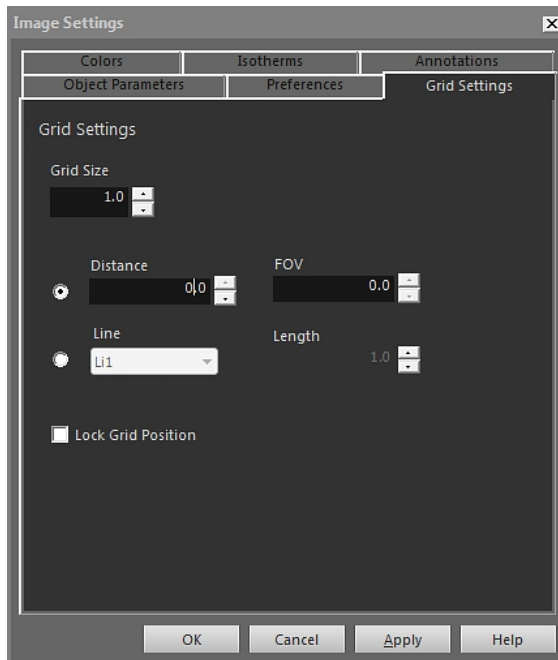 Image Settings
Colors Isotherms Annotations
Object Parameters Preferences Grid Settings
Grid Settings
Grid Size
1.0
Distance FOV
0.0 0.0
Line Length
Li1 1.0
Lock Grid Position
OK Cancel Apply Help